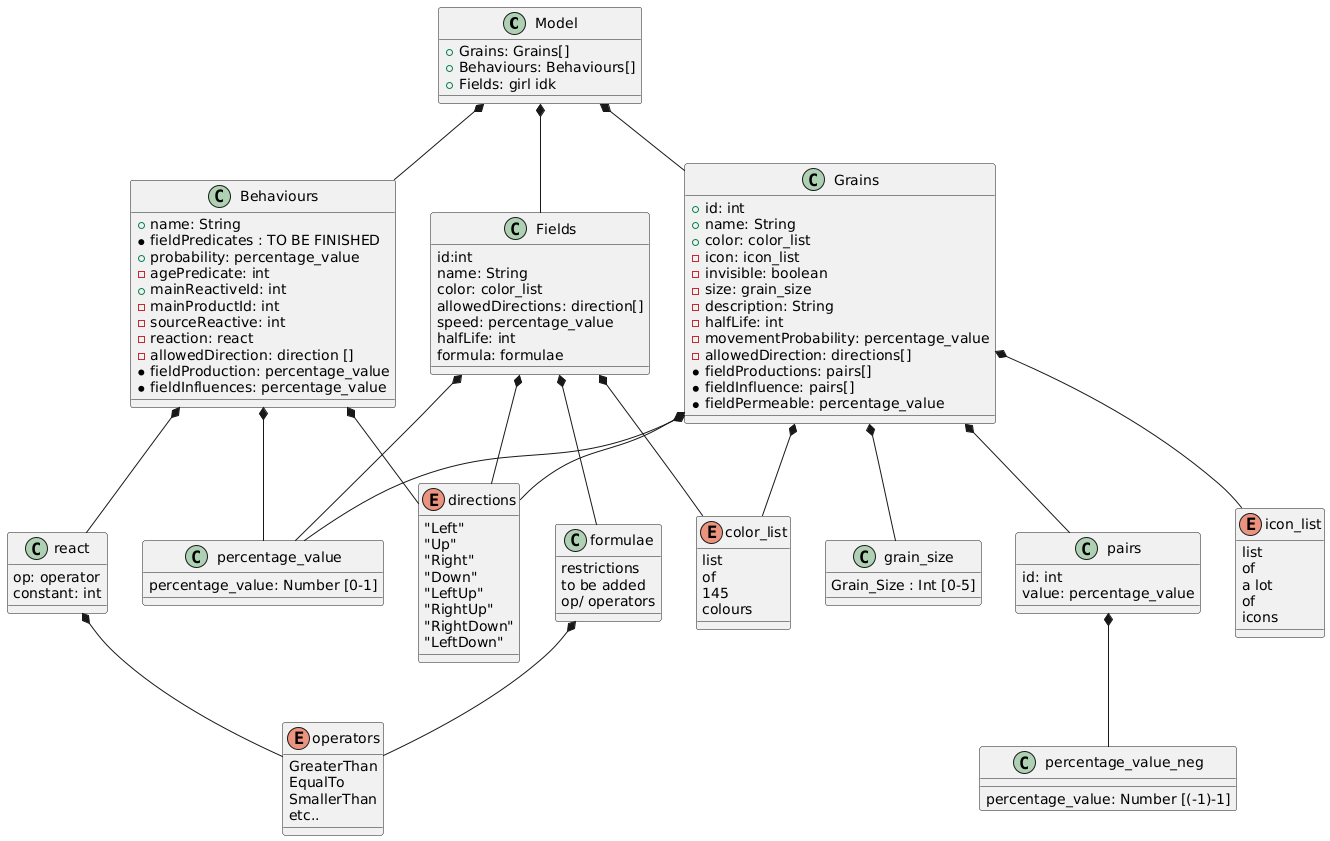 C Model
Grains: Grains[]
Behaviours: Behaviours[]
Fields: girl idk
C Behaviours
name: String
fieldPredicates : TO BE FINISHED
probability: percentage_value
agePredicate: int
mainReactiveId: int
mainProductId: int
sourceReactive: int
reaction: react
allowedDirection: direction []
fieldProduction: percentage_value
fieldInfluences: percentage_value
C Fields
id:int
name: String
color: color_list
allowedDirections: direction[]
speed: percentage_value
halfLife: int
formula: formulae
C Grains
id: int
name: String
color: color_list
icon: icon_list
invisible: boolean
size: grain_size
description: String
halfLife: int
movementProbability: percentage_value
allowedDirection: directions[]
fieldProductions: pairs[]
fieldInfluence: pairs[]
fieldPermeable: percentage_value
C react
op: operator
constant: int
C percentage_value
percentage_value: Number [0-1]
E directions
"Left"
"Up"
"Right"
"Down"
"LeftUp"
"RightUp"
"RightDown"
"LeftDown"
C formulae
restrictions
to be added
op/ operators
E color_list
list
of
145
colours
C grain_size
Grain_Size : Int [0-5]
C pairs
id: int
value: percentage_value
E icon_list
list
of
a lot
of
icons
E operators
GreaterThan
EqualTo
SmallerThan
etc..
C percentage_value_neg
percentage_value: Number [(-1)-1]